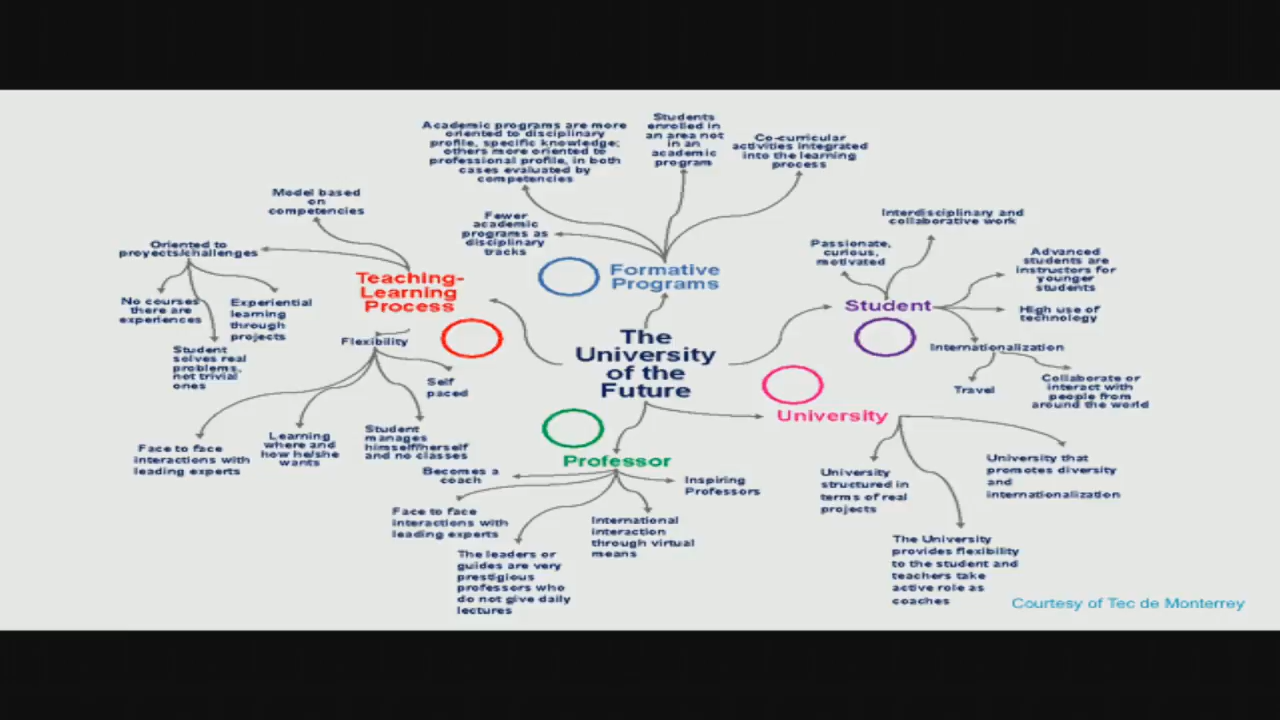 Academic programs are more
oriented to disciplinary
profile, specific knowledge;
others more oriented to
professional profile, in both
cases evaluated by
competencies
Students
enrolled in
an area not
in an
academic
program
Co-curricular
activities integrated
into the learning
process
Fewer
academic
programs as
disciplinary
tracks
Formative
Programs
Model based
on
competencies
Oriented to
proyects/challenges
Teaching-
Learning
Process
No courses
there are
experiences
Experiential
learning
through
projects
Student
solves real
problems,
not trivial
ones
Flexibility
Self
paced
Face to face
interactions with
leading experts
Learning
where and
how he/she
wants
Student
manages
himself/herself
and no classes
The
University
of the
Future
Interdisciplinary and
collaborative work
Passionate,
curious,
motivated
Advanced
students are
instructors for
younger
students
Student
High use of
technology
Internationalization
Travel
Collaborate or
interact with
people from
around the world
University
University
structured in
terms of real
projects
University that
promotes diversity
and
internationalization
The University
provides flexibility
to the student and
teachers take
active role as
coaches
Professor
Becomes a
coach
Inspiring
Professors
Face to face
interactions with
leading experts
International
interaction
through virtual
means
The leaders or
guides are very
prestigious
professors who
do not give daily
lectures
Courtesy of Tec de Monterrey